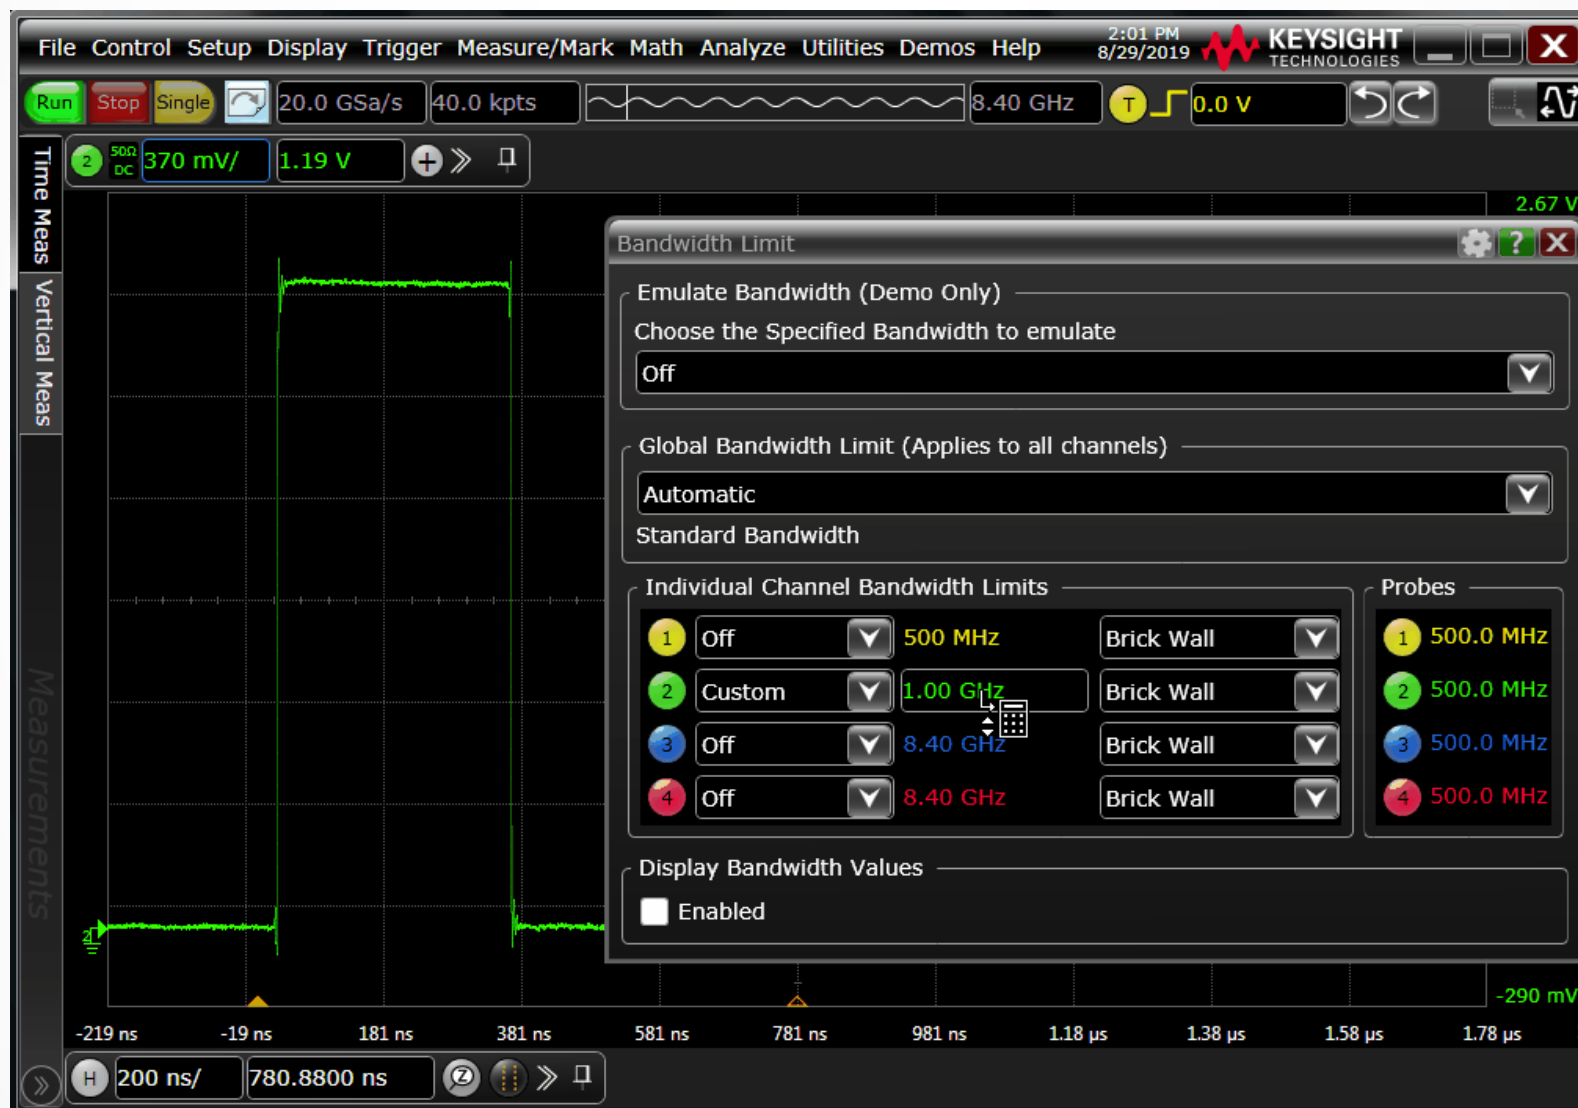 File Control Setup Display Trigger Measure/Mark Math Analyze Utilities Demos Help
2:01 PM
8/29/2019
KEYSIGHT
TECHNOLOGIES
X
Run Stop Single 20.0 GSa/s 40.0 kpts 8.40 GHz T 0.0 V
2 50Ω DC 370 mV/ 1.19 V
Time Meas
Vertical Meas
Measurements
2.67 V
Bandwidth Limit ? X
Emulate Bandwidth (Demo Only)
Choose the Specified Bandwidth to emulate
Off
Global Bandwidth Limit (Applies to all channels)
Automatic
Standard Bandwidth
Individual Channel Bandwidth Limits Probes
1 Off 500 MHz Brick Wall 1 500.0 MHz
2 Custom 1.00 GHz Brick Wall 2 500.0 MHz
3 Off 8.40 GHz Brick Wall 3 500.0 MHz
4 Off 8.40 GHz Brick Wall 4 500.0 MHz
Display Bandwidth Values
Enabled
2
-290 mV
-219 ns -19 ns 181 ns 381 ns 581 ns 781 ns 981 ns 1.18 µs 1.38 µs 1.58 µs 1.78 µs
H 200 ns/ 780.8800 ns Z